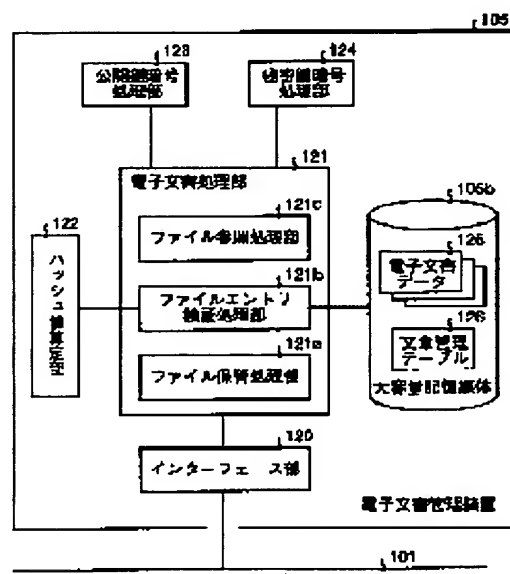 105
123
公開鍵暗号
処理部
124
秘密鍵暗号
処理部
121
電子文書処理部
122
ハッシュ値算定部
121c
ファイル参照処理部
121b
ファイルエントリ
検証処理部
121a
ファイル保管処理部
105b
125
電子文書
データ
126
文章管理
テーブル
大容量記憶媒体
120
インターフェース部
電子文書管理装置
101